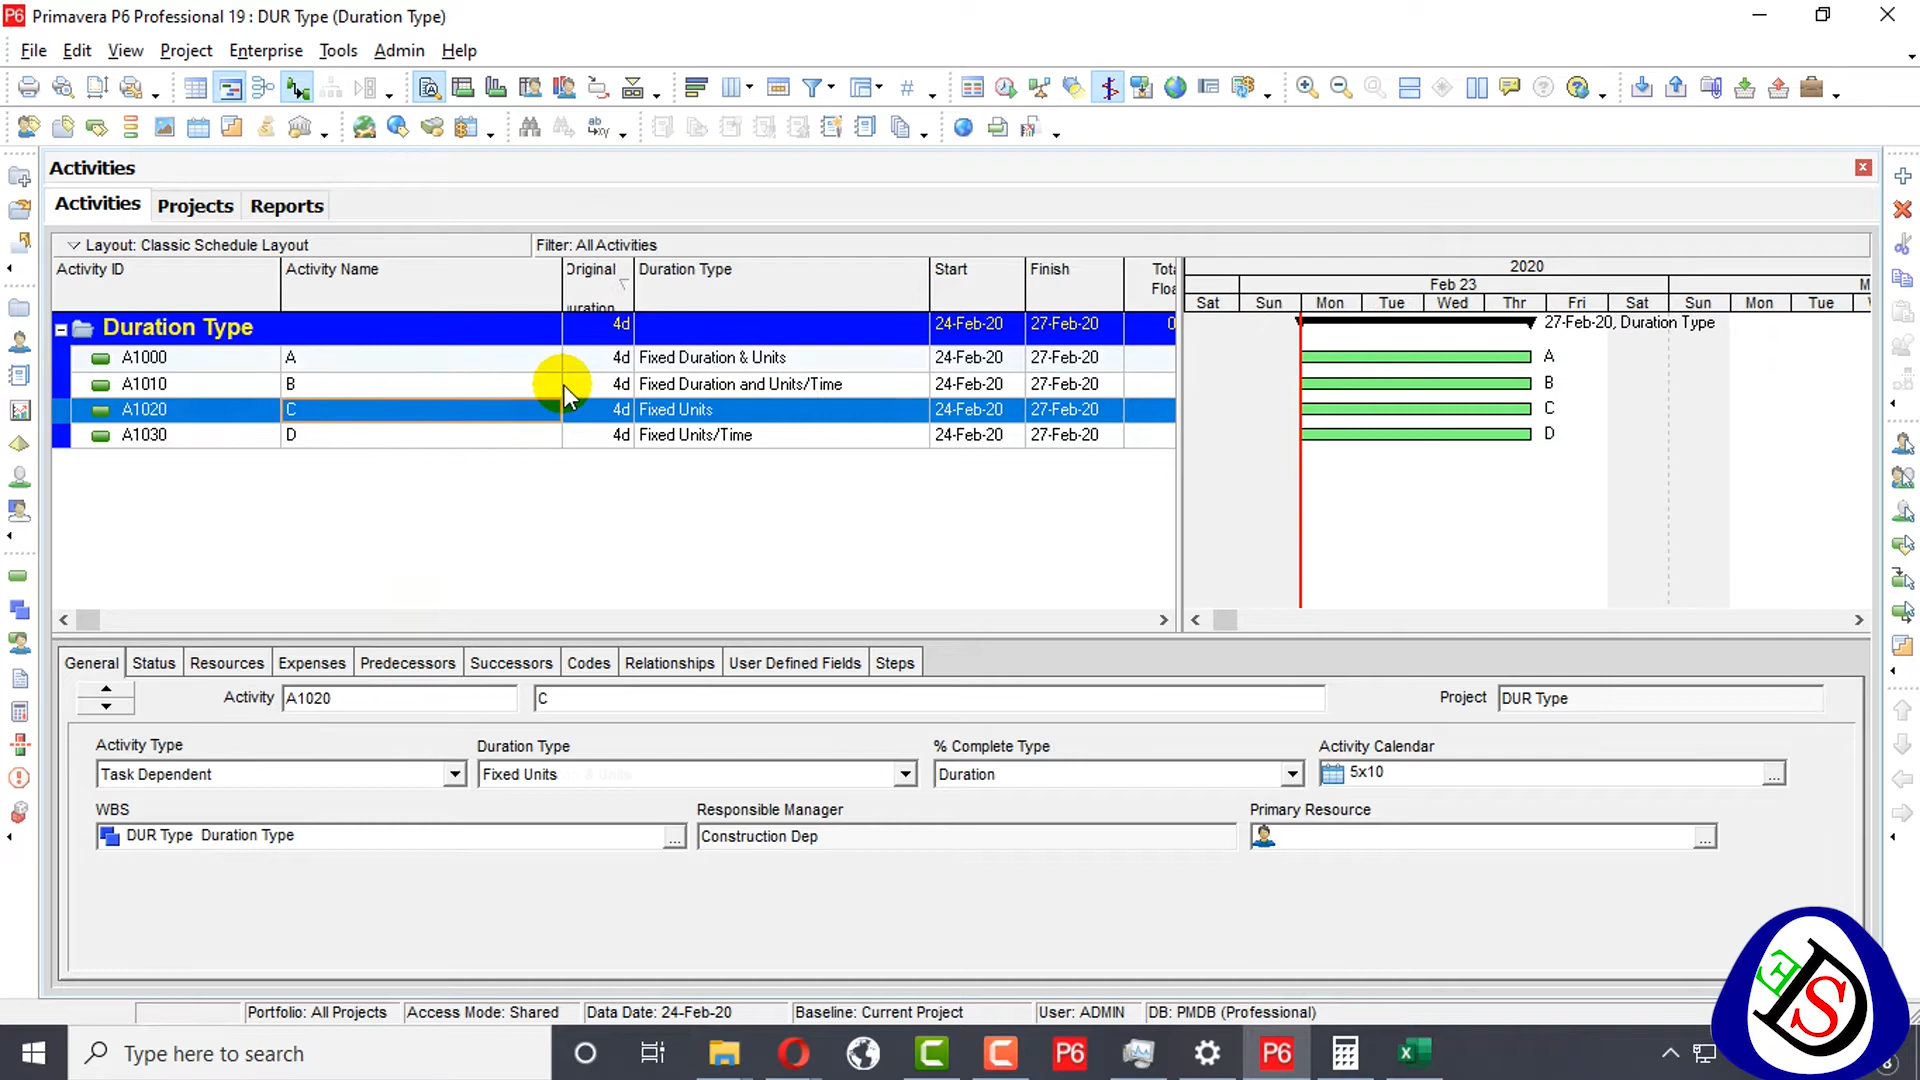 Primavera P6 Professional 19 : DUR Type (Duration Type)
File Edit View Project Enterprise Tools Admin Help
Activities
Activities Projects Reports
Layout: Classic Schedule Layout Filter: All Activities
Activity ID Activity Name Original Duration Type Start Finish
2020
Feb 23
Sat Sun Mon Tue Wed Thr Fri Sat Sun Mon Tue
Duration Type 4d 24-Feb-20 27-Feb-20 0 27-Feb-20, Duration Type
A1000 A 4d Fixed Duration & Units 24-Feb-20 27-Feb-20 A
A1010 B 4d Fixed Duration and Units/Time 24-Feb-20 27-Feb-20 B
A1020 C 4d Fixed Units 24-Feb-20 27-Feb-20 C
A1030 D 4d Fixed Units/Time 24-Feb-20 27-Feb-20 D
General Status Resources Expenses Predecessors Successors Codes Relationships User Defined Fields Steps
Activity A1020 C Project DUR Type
Activity Type Duration Type % Complete Type Activity Calendar
Task Dependent Fixed Units Duration 5x10
WBS Responsible Manager Primary Resource
DUR Type Duration Type Construction Dep
Portfolio: All Projects Access Mode: Shared Data Date: 24-Feb-20 Baseline: Current Project User: ADMIN DB: PMDB (Professional)
Type here to search